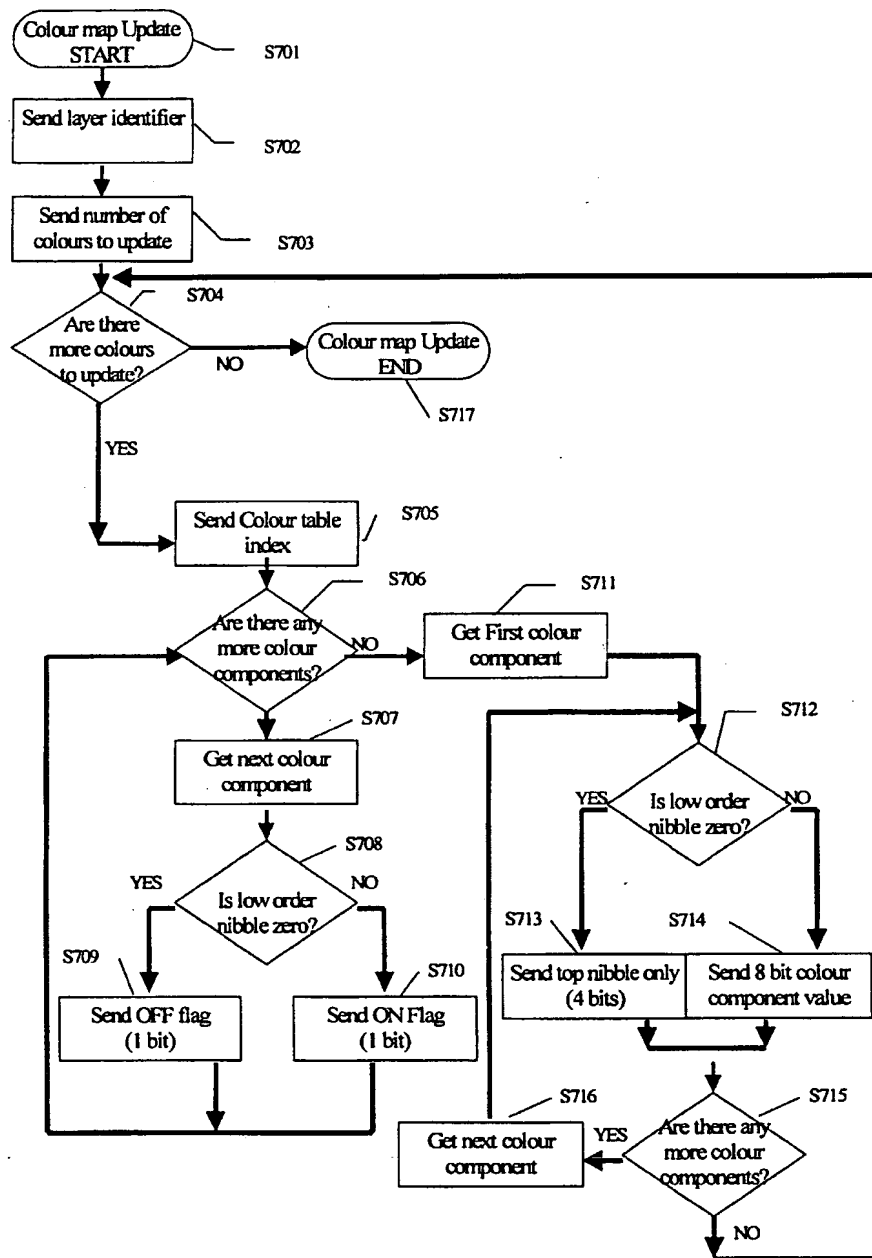 Colour map Update
START
S701
Send layer identifier
S702
Send number of
colours to update
S703
S704
Are there
more colours
to update?
NO
Colour map Update
END
S717
YES
Send Colour table
index
S705
S706
Are there any
more colour
components?
NO
S711
Get First colour
component
S707
Get next colour
component
S712
Is low order
nibble zero?
YES
NO
S708
Is low order
nibble zero?
YES
NO
S709
Send OFF flag
(1 bit)
S710
Send ON Flag
(1 bit)
S713
Send top nibble only
(4 bits)
S714
Send 8 bit colour
component value
S715
Are there any
more colour
components?
YES
S716
Get next colour
component
NO